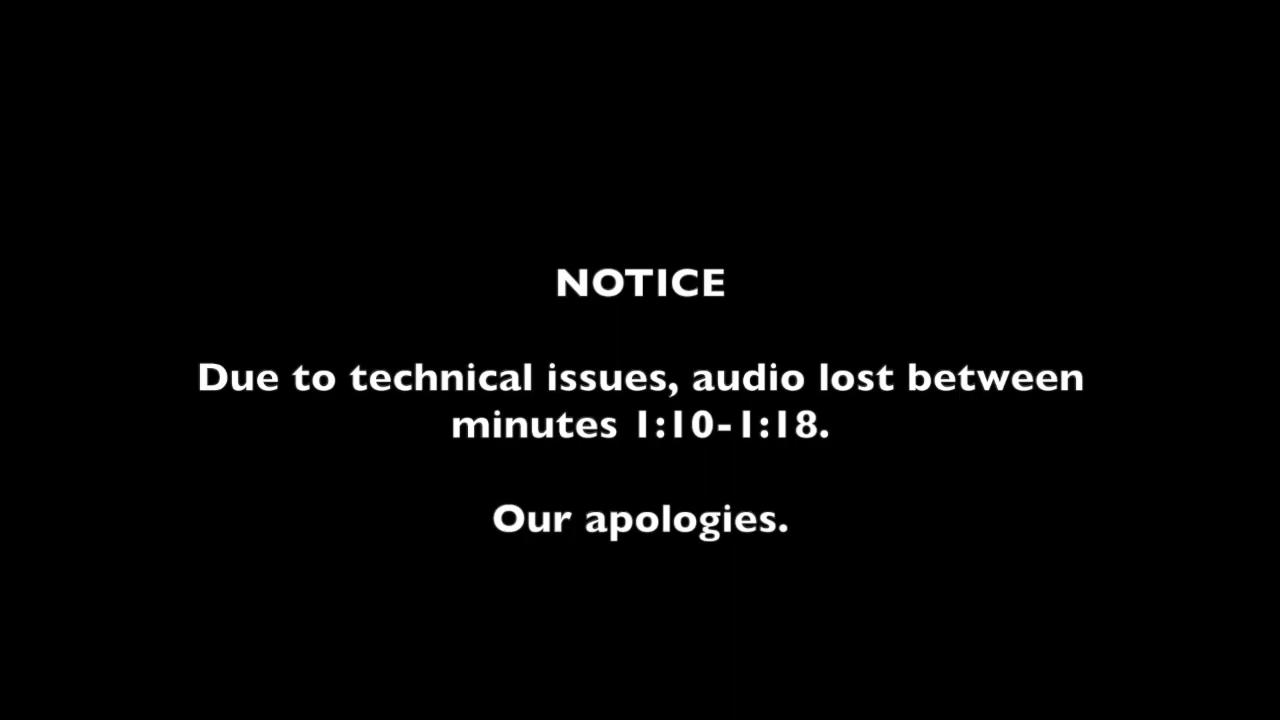 NOTICE
Due to technical issues, audio lost between
minutes 1:10-1:18.
Our apologies.